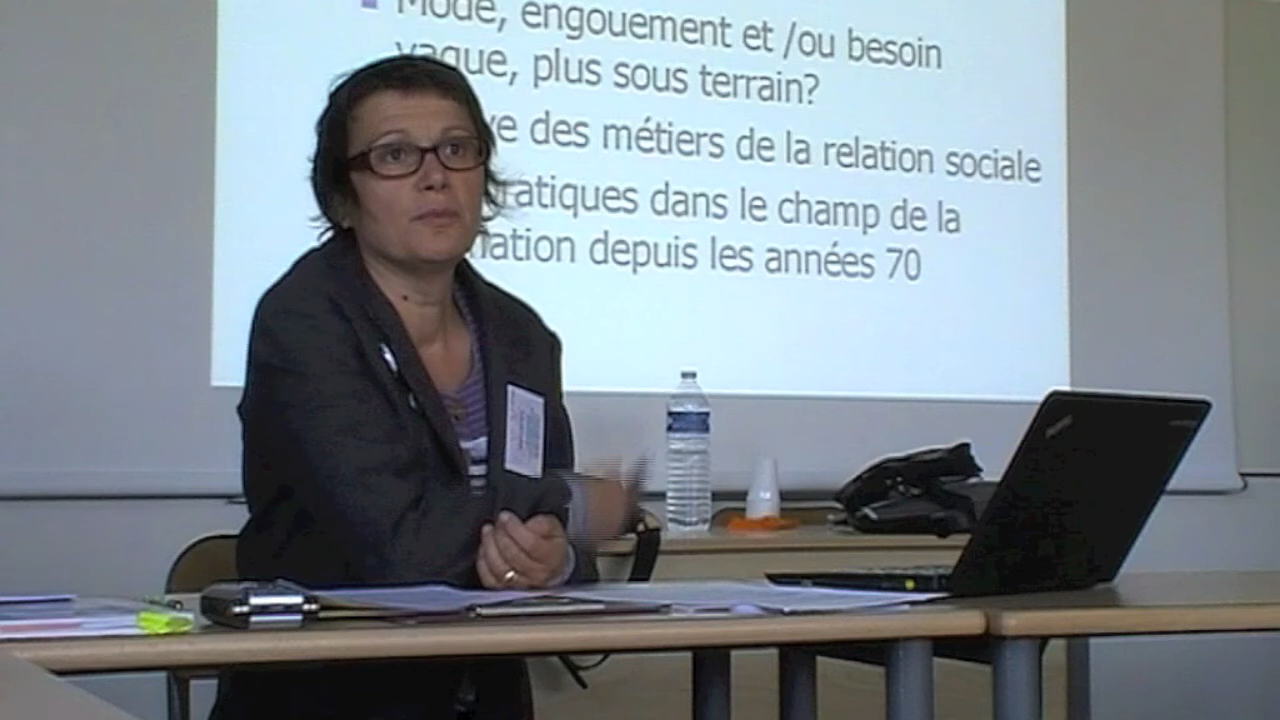 Mode, engouement et /ou besoin
vague, plus sous terrain?
des métiers de la relation sociale
pratiques dans le champ de la
depuis les années 70
ThinkPad